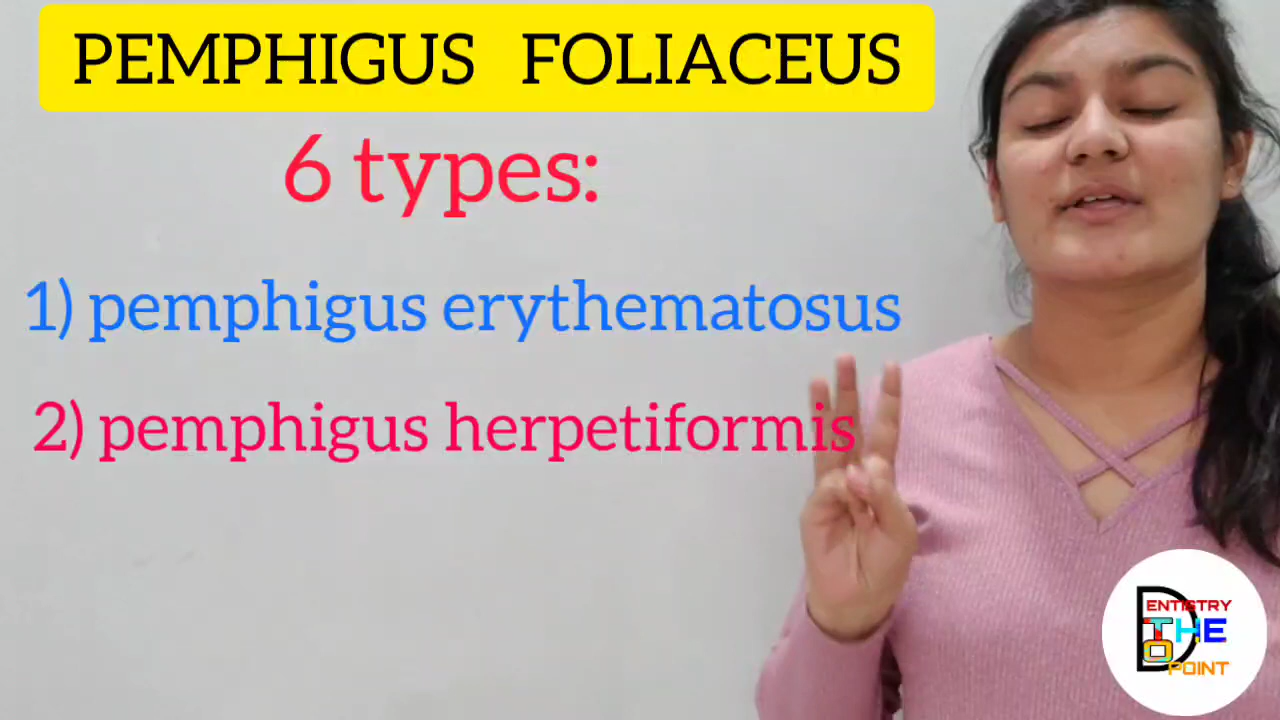 PEMPHIGUS FOLIACEUS
6 types:
1) pemphigus erythematosus
2) pemphigus herpetiformis
DENTISTRY
THE
TO
POINT